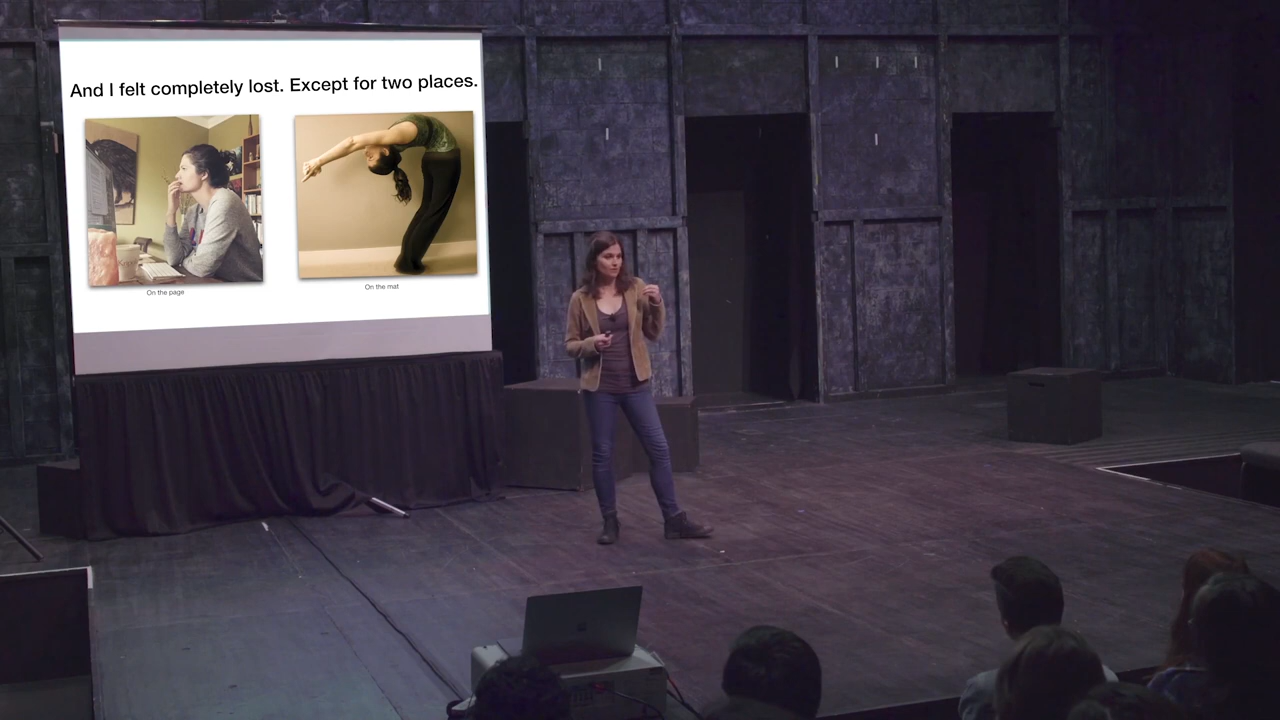 And I felt completely lost. Except for two places.
On the page
On the mat